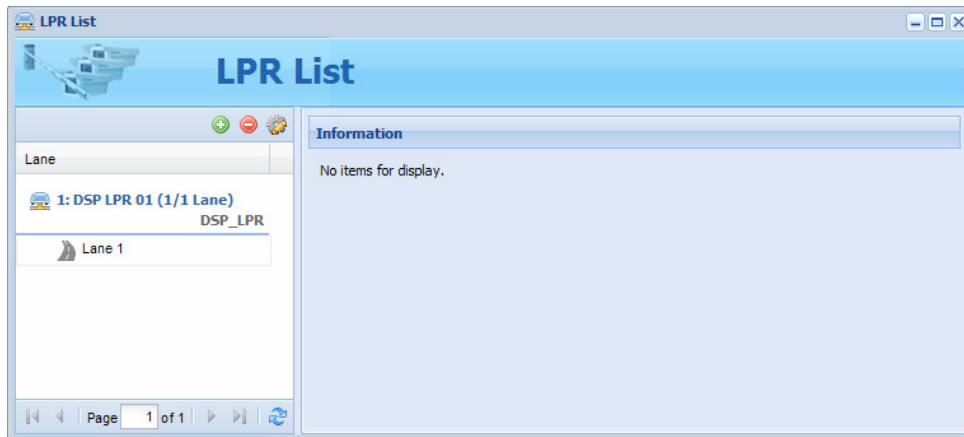 LPR List
LPR List
Information
Lane
No items for display.
1: DSP LPR 01 (1/1 Lane)
DSP_LPR
Lane 1
Page 1 of 1